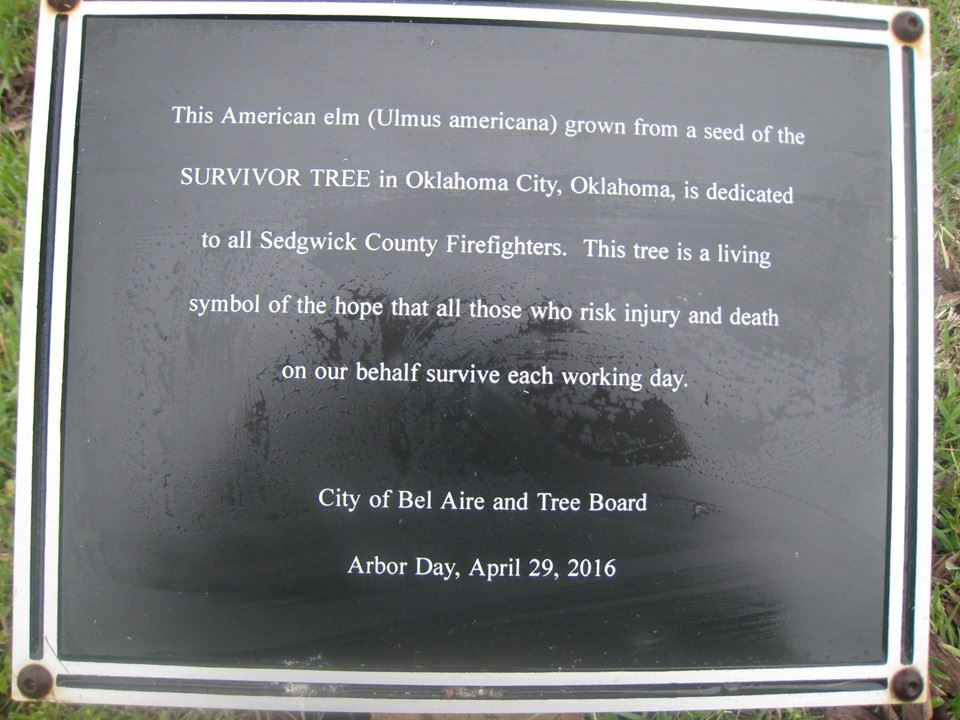 This American elm (Ulmus americana) grown from a seed of the
SURVIVOR TREE in Oklahoma City, Oklahoma, is dedicated
to all Sedgwick County Firefighters. This tree is a living
symbol of the hope that all those who risk injury and death
on our behalf survive each working day.
City of Bel Aire and Tree Board
Arbor Day, April 29, 2016